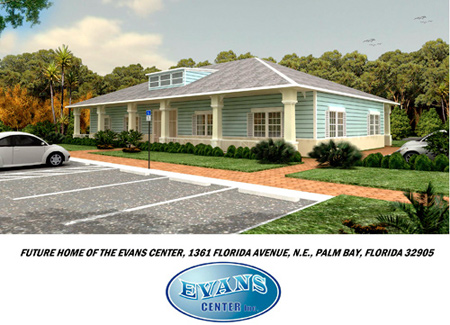 FUTURE HOME OF THE EVANS CENTER, 1361 FLORIDA AVENUE, N.E., PALM BAY, FLORIDA 32905
EVANS
CENTER